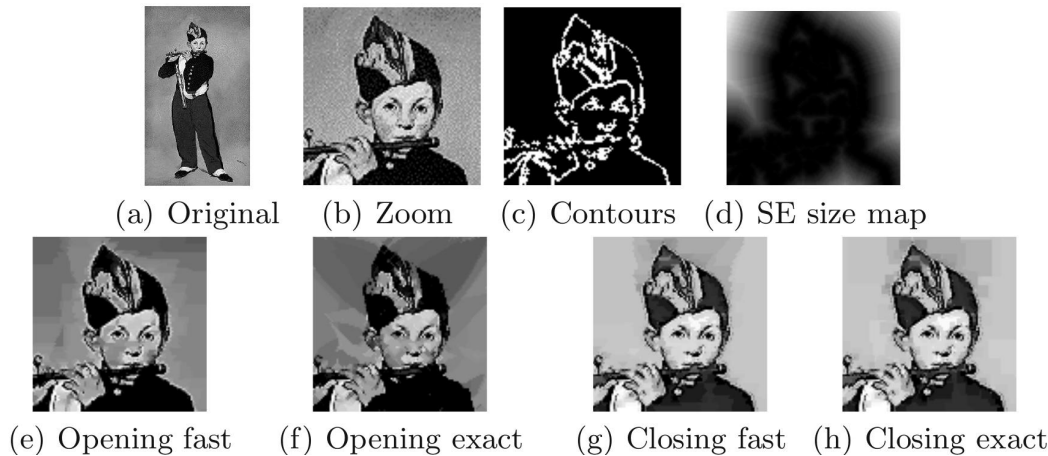 (a) Original (b) Zoom (c) Contours (d) SE size map
(e) Opening fast (f) Opening exact (g) Closing fast (h) Closing exact